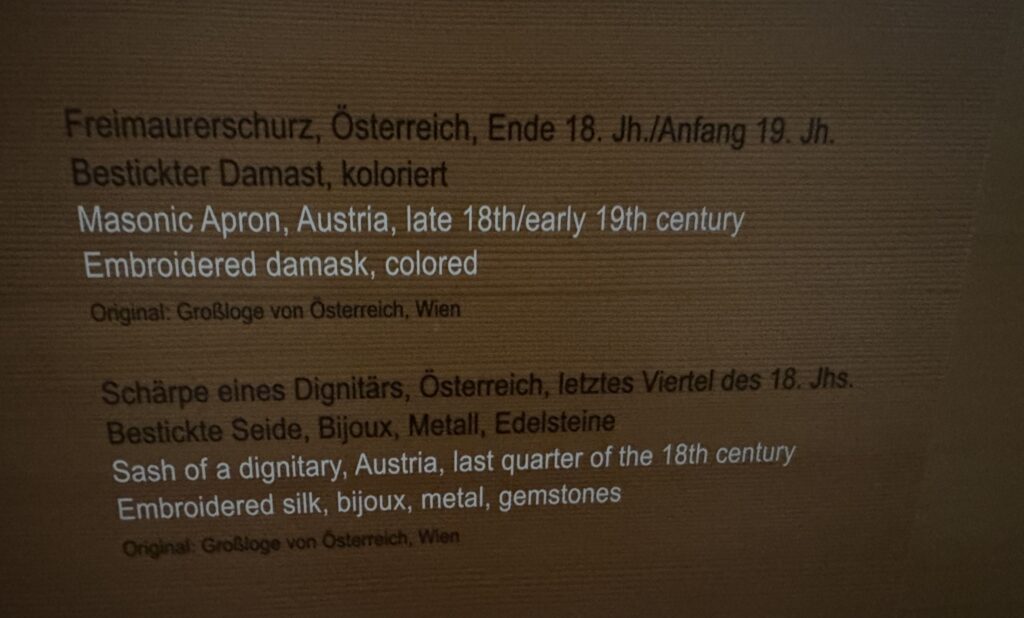 Freimaurerschurz, Österreich, Ende 18. Jh./Anfang 19. Jh.
Bestickter Damast, koloriert
Masonic Apron, Austria, late 18th/early 19th century
Embroidered damask, colored
Original: Großloge von Österreich, Wien
Schärpe eines Dignitärs, Österreich, letztes Viertel des 18. Jhs.
Bestickte Seide, Bijoux, Metall, Edelsteine
Sash of a dignitary, Austria, last quarter of the 18th century
Embroidered silk, bijoux, metal, gemstones
Original: Großloge von Österreich, Wien